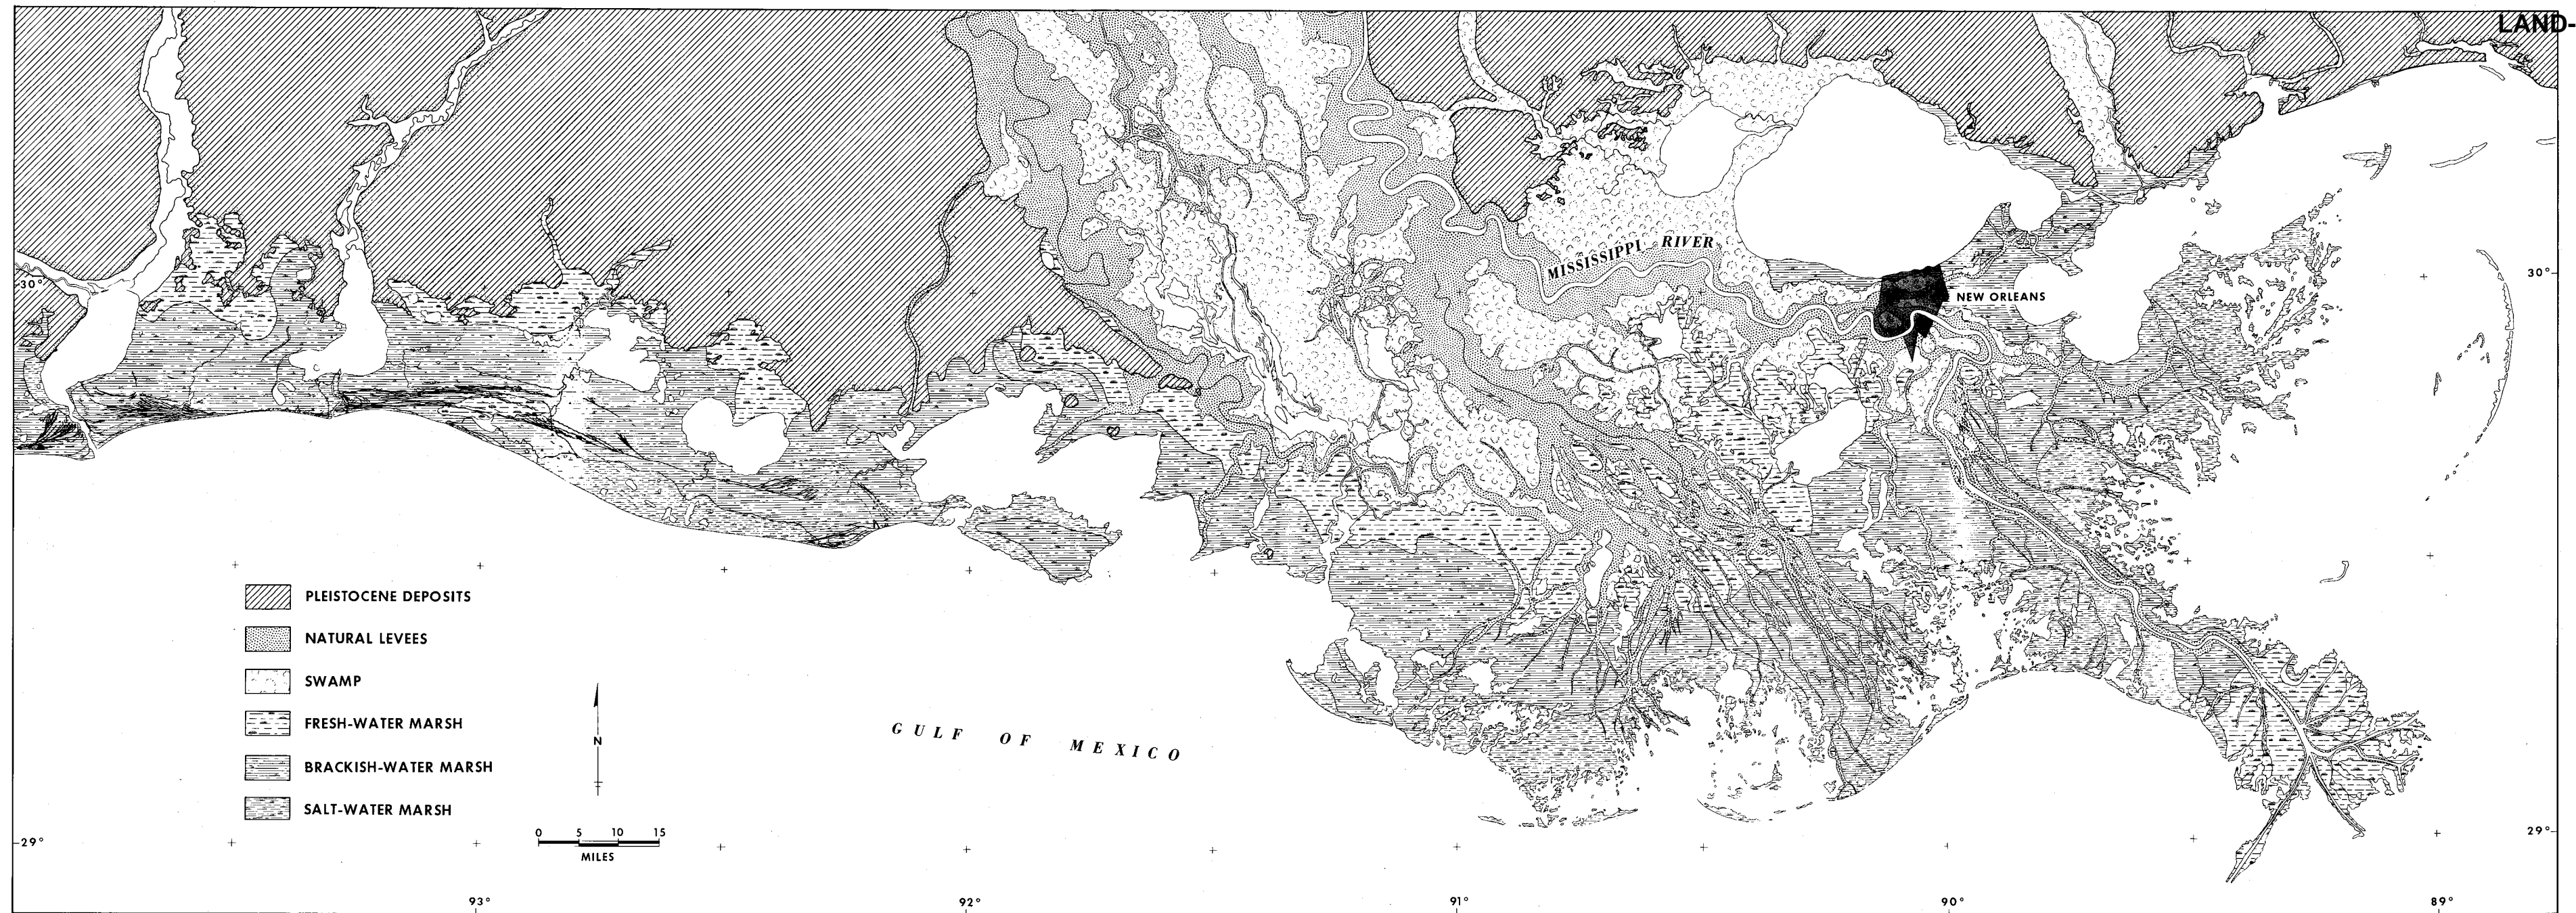 LAND-
MISSISSIPPI RIVER
30°
30°
NEW ORLEANS
PLEISTOCENE DEPOSITS
NATURAL LEVEES
SWAMP
FRESH-WATER MARSH
BRACKISH-WATER MARSH
SALT-WATER MARSH
N
GULF OF MEXICO
0 5 10 15
MILES
29°
29°
93°
92°
91°
90°
89°